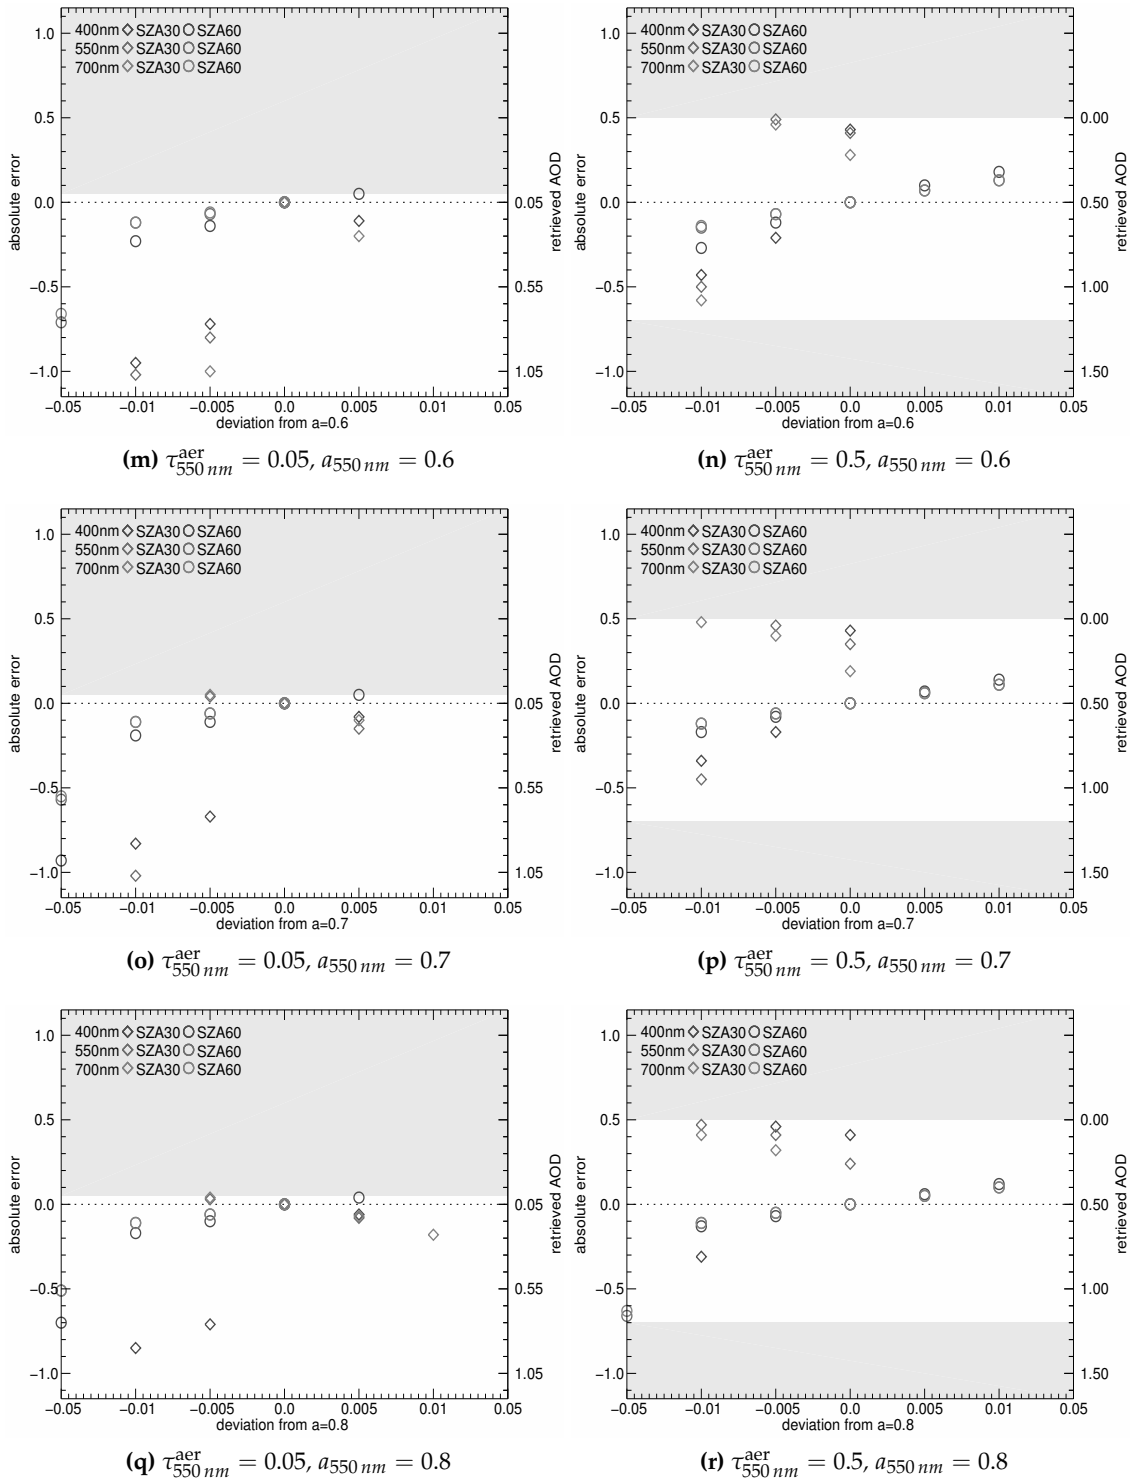 1.0
0.5
0.0
−0.5
−1.0
absolute error
400nm ◇ SZA30 ○ SZA60
550nm ◇ SZA30 ○ SZA60
700nm ◇ SZA30 ○ SZA60
0.05
0.55
1.05
retrieved AOD
−0.05 −0.01 −0.005 0.0 0.005 0.01 0.05
deviation from a=0.6
(m) τ^aer_550 nm = 0.05, a_550 nm = 0.6
1.0
0.5
0.0
−0.5
−1.0
absolute error
400nm ◇ SZA30 ○ SZA60
550nm ◇ SZA30 ○ SZA60
700nm ◇ SZA30 ○ SZA60
0.00
0.50
1.00
1.50
retrieved AOD
−0.05 −0.01 −0.005 0.0 0.005 0.01 0.05
deviation from a=0.6
(n) τ^aer_550 nm = 0.5, a_550 nm = 0.6
1.0
0.5
0.0
−0.5
−1.0
absolute error
400nm ◇ SZA30 ○ SZA60
550nm ◇ SZA30 ○ SZA60
700nm ◇ SZA30 ○ SZA60
0.05
0.55
1.05
retrieved AOD
−0.05 −0.01 −0.005 0.0 0.005 0.01 0.05
deviation from a=0.7
(o) τ^aer_550 nm = 0.05, a_550 nm = 0.7
1.0
0.5
0.0
−0.5
−1.0
absolute error
400nm ◇ SZA30 ○ SZA60
550nm ◇ SZA30 ○ SZA60
700nm ◇ SZA30 ○ SZA60
0.00
0.50
1.00
1.50
retrieved AOD
−0.05 −0.01 −0.005 0.0 0.005 0.01 0.05
deviation from a=0.7
(p) τ^aer_550 nm = 0.5, a_550 nm = 0.7
1.0
0.5
0.0
−0.5
−1.0
absolute error
400nm ◇ SZA30 ○ SZA60
550nm ◇ SZA30 ○ SZA60
700nm ◇ SZA30 ○ SZA60
0.05
0.55
1.05
retrieved AOD
−0.05 −0.01 −0.005 0.0 0.005 0.01 0.05
deviation from a=0.8
(q) τ^aer_550 nm = 0.05, a_550 nm = 0.8
1.0
0.5
0.0
−0.5
−1.0
absolute error
400nm ◇ SZA30 ○ SZA60
550nm ◇ SZA30 ○ SZA60
700nm ◇ SZA30 ○ SZA60
0.00
0.50
1.00
1.50
retrieved AOD
−0.05 −0.01 −0.005 0.0 0.005 0.01 0.05
deviation from a=0.8
(r) τ^aer_550 nm = 0.5, a_550 nm = 0.8